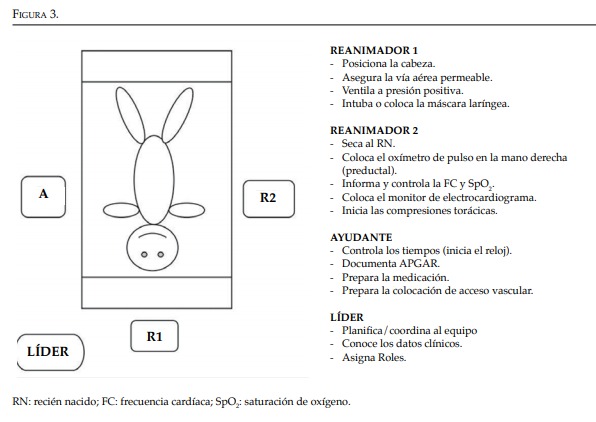 FIGURA 3.
A
R2
R1
LÍDER
REANIMADOR 1
- Posiciona la cabeza.
- Asegura la vía aérea permeable.
- Ventila a presión positiva.
- Intuba o coloca la máscara laríngea.
REANIMADOR 2
- Seca al RN.
- Coloca el oxímetro de pulso en la mano derecha
(preductal).
- Informa y controla la FC y SpO₂.
- Coloca el monitor de electrocardiograma.
- Inicia las compresiones torácicas.
AYUDANTE
- Controla los tiempos (inicia el reloj).
- Documenta APGAR.
- Prepara la medicación.
- Prepara la colocación de acceso vascular.
LÍDER
- Planifica/coordina al equipo
- Conoce los datos clínicos.
- Asigna Roles.
RN: recién nacido; FC: frecuencia cardíaca; SpO₂: saturación de oxígeno.